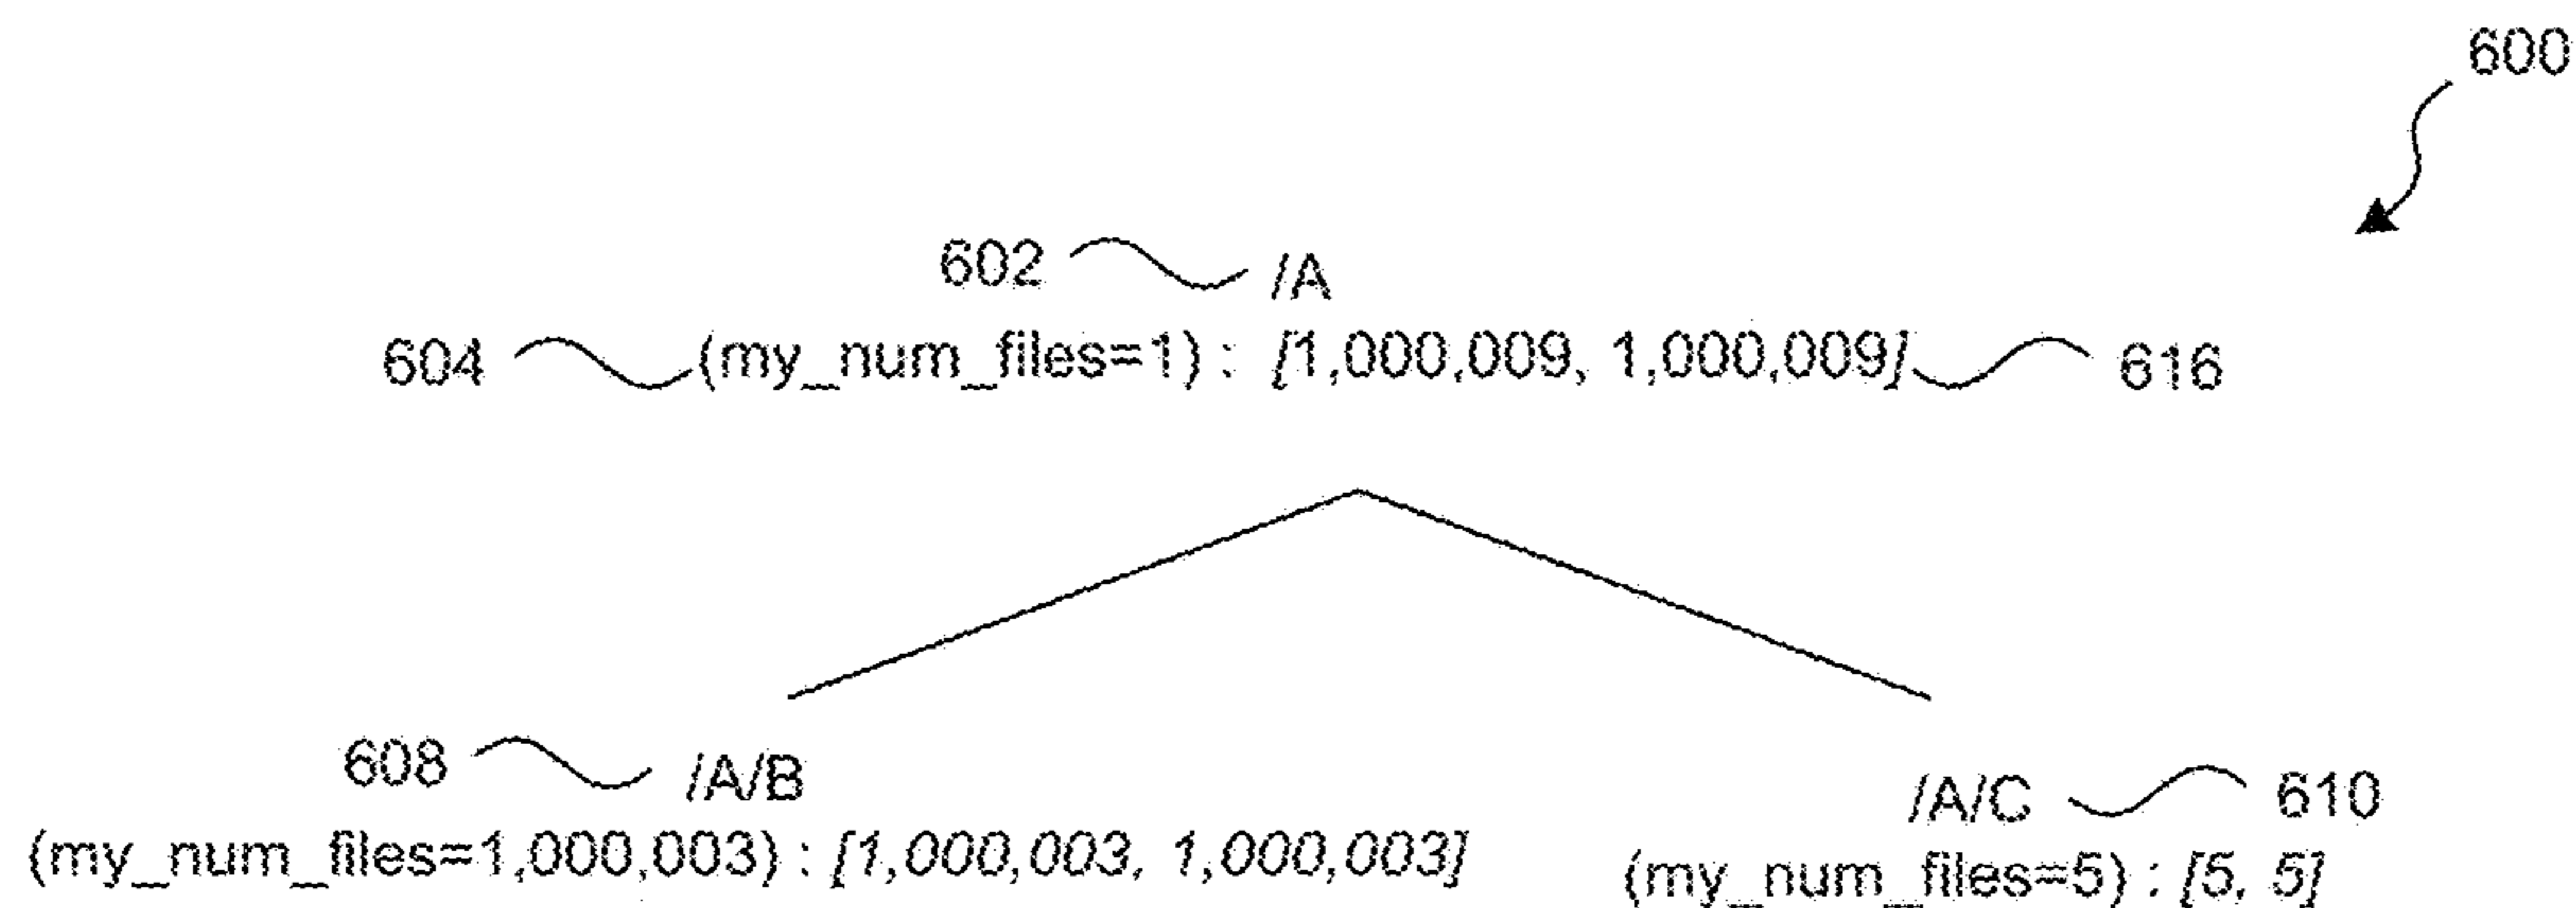 600
602 /A
604 (my_num_files=1) : [1,000,009, 1,000,009] 616
608 /A/B
/A/C 610
(my_num_files=1,000,003) : [1,000,003, 1,000,003]
(my_num_files=5) : [5, 5]